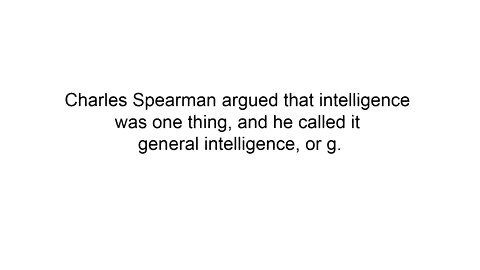 Charles Spearman argued that intelligence
was one thing, and he called it
general intelligence, or g.